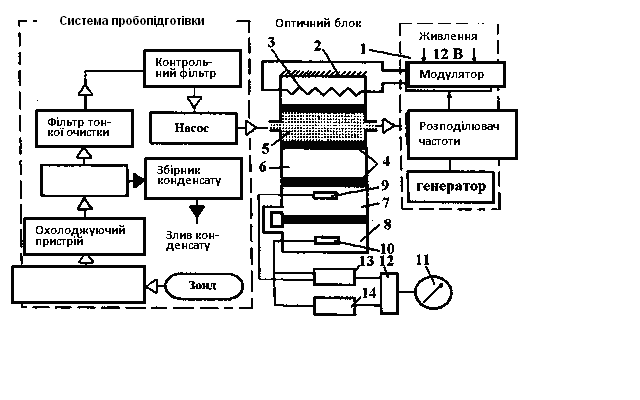 Система пробопідготівки
Оптичний блок
Живлення
12 В
Контроль-
ний фільтр
Модулятор
Фільтр тон-
кої очистки
Насос
Розподілювач
частоти
Збірник
конденсату
генератор
Охолоджуючий
пристрій
Злив кон-
денсату
Зонд
1
2
3
4
5
6
7
8
9
10
11
12
13
14